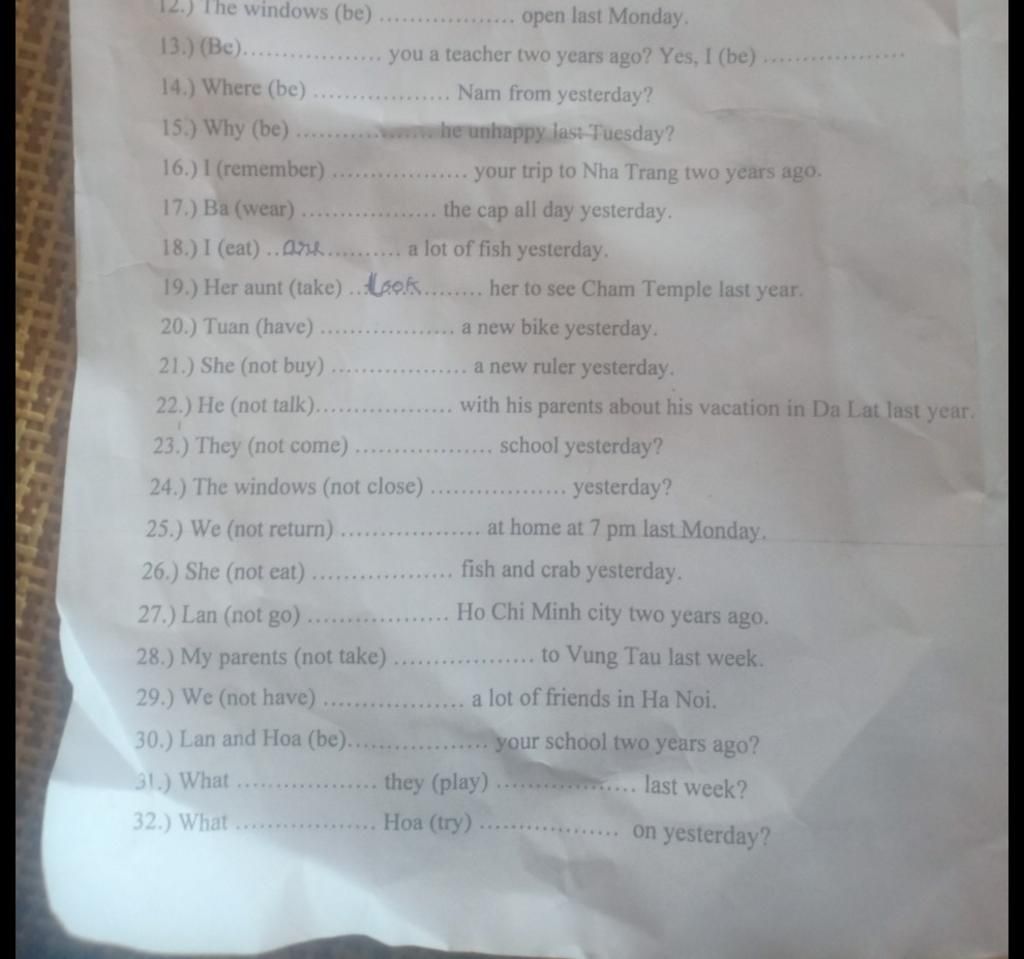 12.) The windows (be) .................. open last Monday.
13.) (Be)................... you a teacher two years ago? Yes, I (be) ...................
14.) Where (be) .................. Nam from yesterday?
15.) Why (be) .................. he unhappy last Tuesday?
16.) I (remember) .................. your trip to Nha Trang two years ago.
17.) Ba (wear) .................. the cap all day yesterday.
18.) I (eat) .................. a lot of fish yesterday.
19.) Her aunt (take) ..took........ her to see Cham Temple last year.
20.) Tuan (have) .................. a new bike yesterday.
21.) She (not buy) .................. a new ruler yesterday.
22.) He (not talk)................... with his parents about his vacation in Da Lat last year.
23.) They (not come) .................. school yesterday?
24.) The windows (not close) .................. yesterday?
25.) We (not return) .................. at home at 7 pm last Monday.
26.) She (not eat) .................. fish and crab yesterday.
27.) Lan (not go) .................. Ho Chi Minh city two years ago.
28.) My parents (not take) .................. to Vung Tau last week.
29.) We (not have) .................. a lot of friends in Ha Noi.
30.) Lan and Hoa (be)................... your school two years ago?
31.) What .................. they (play) .................. last week?
32.) What .................. Hoa (try) .................. on yesterday?